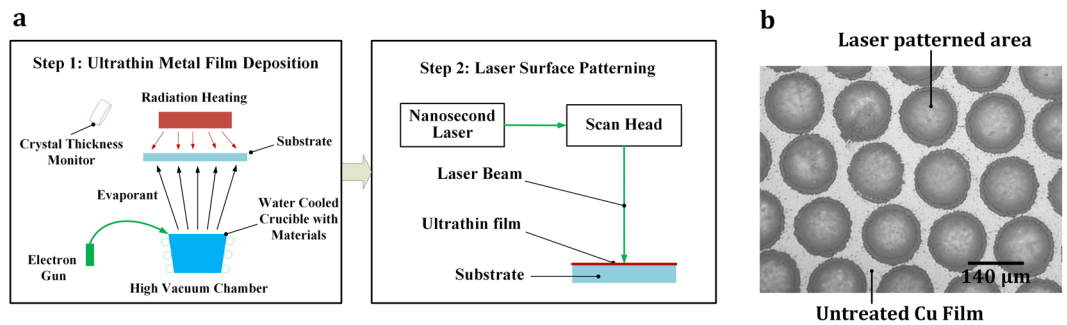 a
Step 1: Ultrathin Metal Film Deposition
Radiation Heating
Crystal Thickness
Monitor
Substrate
Evaporant
Water Cooled
Crucible with
Materials
Electron
Gun
High Vacuum Chamber
Step 2: Laser Surface Patterning
Nanosecond
Laser
Scan Head
Laser Beam
Ultrathin film
Substrate
b
Laser patterned area
140 μm
Untreated Cu Film